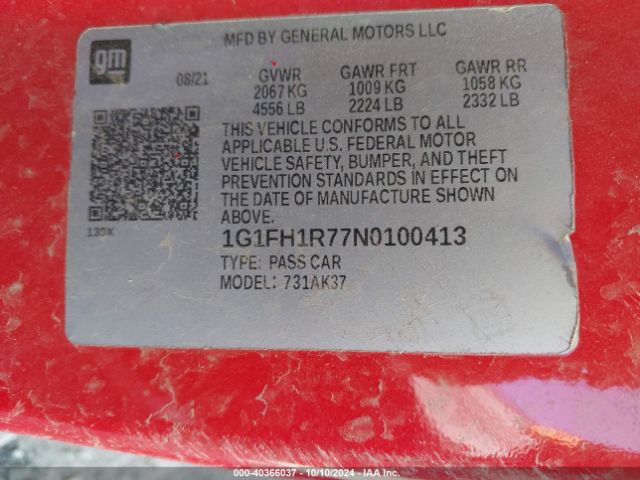 gm
MFD BY GENERAL MOTORS LLC
08/21 GVWR GAWR FRT GAWR RR
2067 KG 1009 KG 1058 KG
4556 LB 2224 LB 2332 LB
THIS VEHICLE CONFORMS TO ALL
APPLICABLE U.S. FEDERAL MOTOR
VEHICLE SAFETY, BUMPER, AND THEFT
PREVENTION STANDARDS IN EFFECT ON
THE DATE OF MANUFACTURE SHOWN
ABOVE.
139X
1G1FH1R77N0100413
TYPE: PASS CAR
MODEL: 731AK37
000-40366037 - 10/10/2024 - IAA Inc.